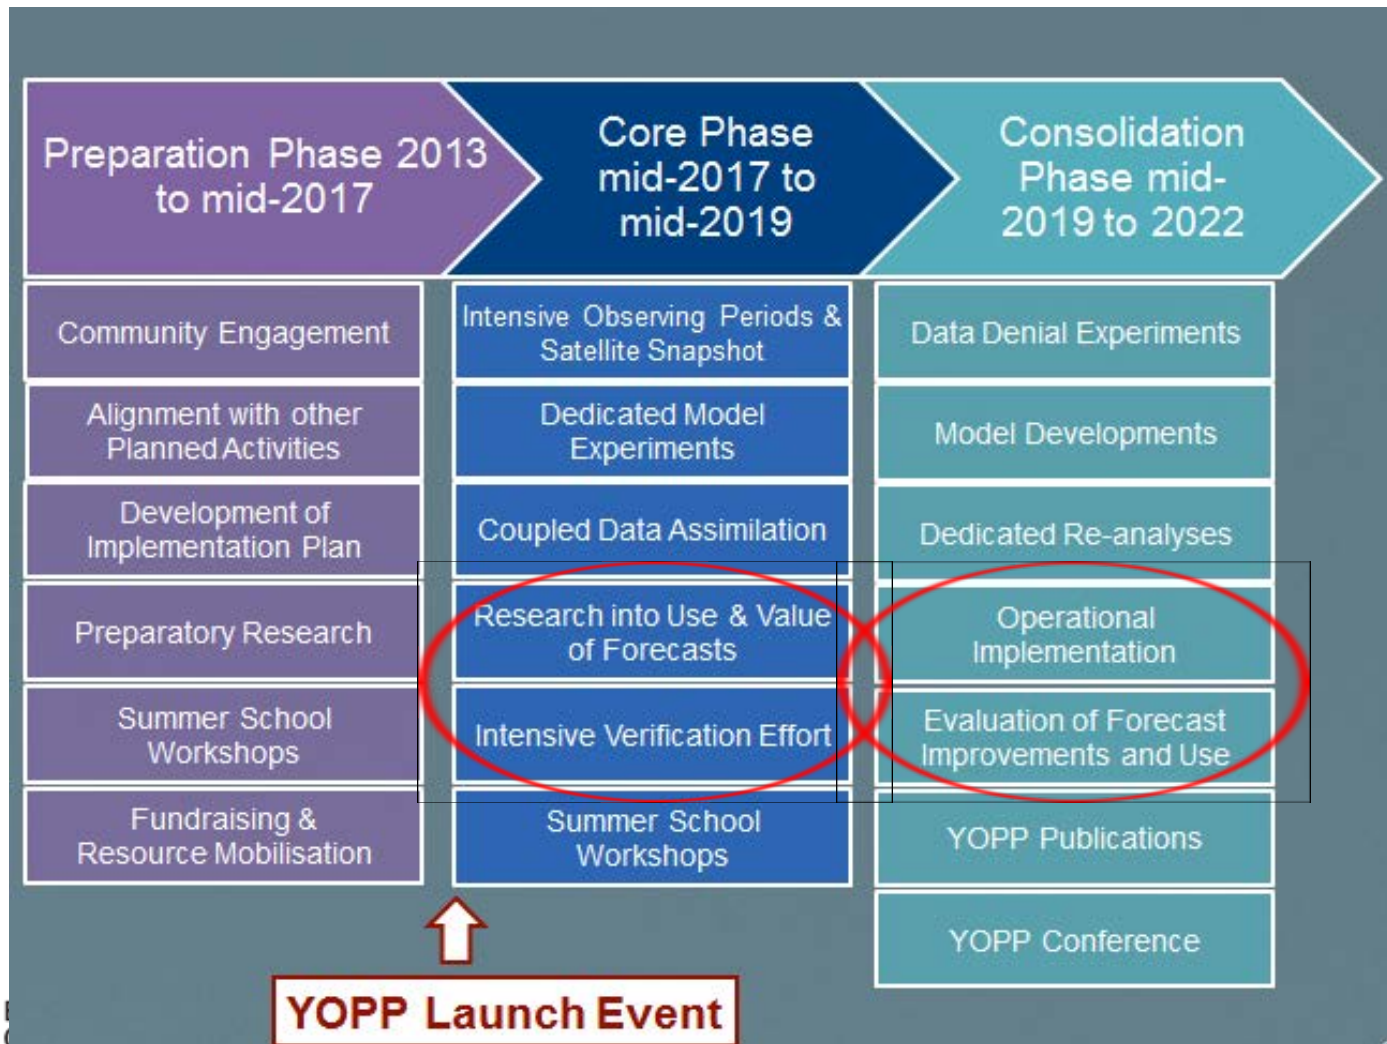 Preparation Phase 2013
to mid-2017
Core Phase
mid-2017 to
mid-2019
Consolidation
Phase mid-
2019 to 2022
Community Engagement
Alignment with other
Planned Activities
Development of
Implementation Plan
Preparatory Research
Summer School
Workshops
Fundraising &
Resource Mobilisation
Intensive Observing Periods &
Satellite Snapshot
Dedicated Model
Experiments
Coupled Data Assimilation
Research into Use & Value
of Forecasts
Intensive Verification Effort
Summer School
Workshops
Data Denial Experiments
Model Developments
Dedicated Re-analyses
Operational
Implementation
Evaluation of Forecast
Improvements and Use
YOPP Publications
YOPP Conference
YOPP Launch Event